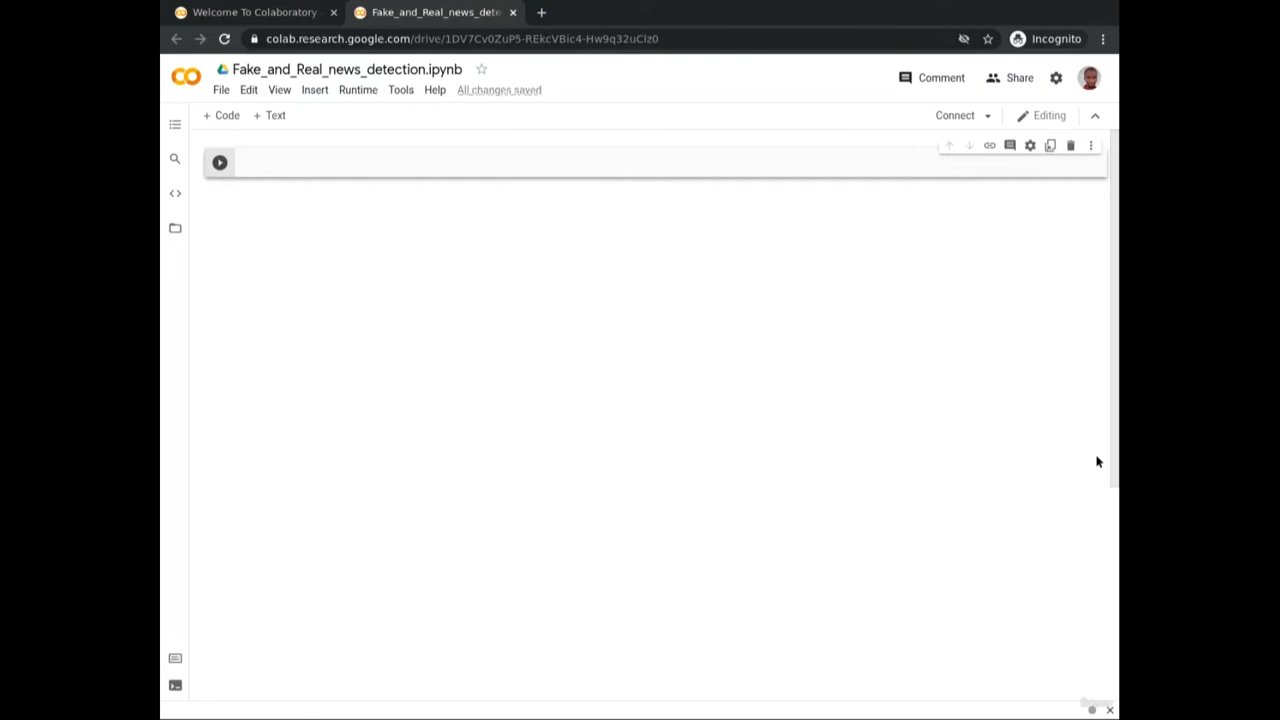 Welcome To Colaboratory
Fake_and_Real_news_dete
colab.research.google.com/drive/1DV7Cv0ZuP5-REkcVBic4-Hw9q32uClz0
Incognito
Fake_and_Real_news_detection.ipynb
Comment
Share
File Edit View Insert Runtime Tools Help All changes saved
+ Code + Text
Connect
Editing